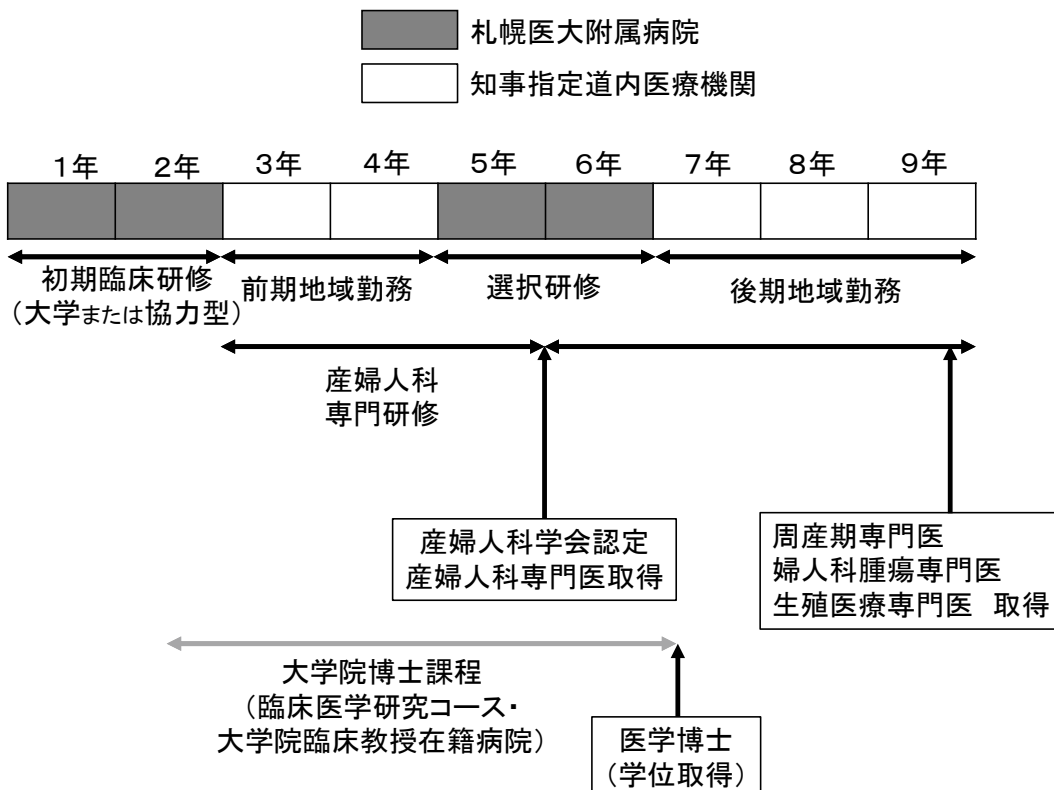 札幌医大附属病院
知事指定道内医療機関
１年 ２年 ３年 ４年 ５年 ６年 ７年 ８年 ９年
初期臨床研修
（大学または協力型）
前期地域勤務
選択研修
後期地域勤務
産婦人科
専門研修
産婦人科学会認定
産婦人科専門医取得
周産期専門医
婦人科腫瘍専門医
生殖医療専門医　取得
大学院博士課程
（臨床医学研究コース・
大学院臨床教授在籍病院）
医学博士
（学位取得）